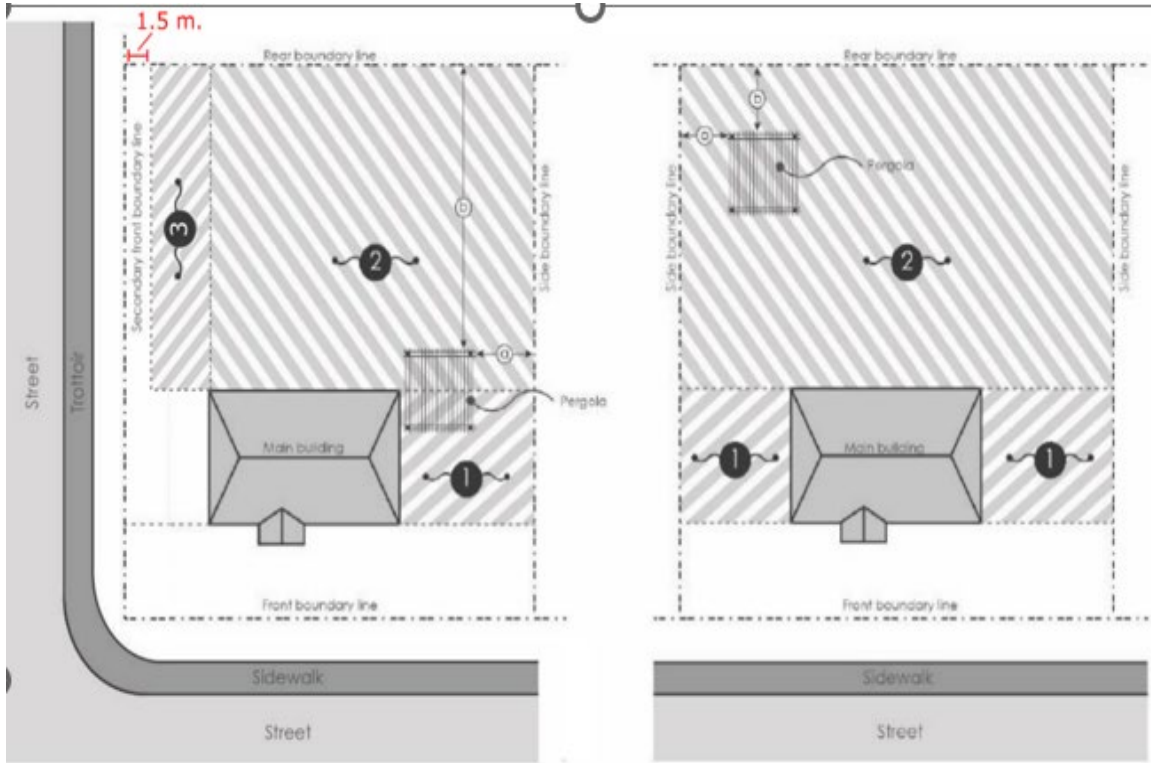 1.5 m.
Rear boundary line
Secondary front boundary line
3
2
b
Side boundary line
a
Pergola
Main building
1
Front boundary line
Street
Trottoir
Sidewalk
Street
Rear boundary line
b
a
Pergola
Side boundary line
2
Side boundary line
1
Main building
1
Front boundary line
Sidewalk
Street